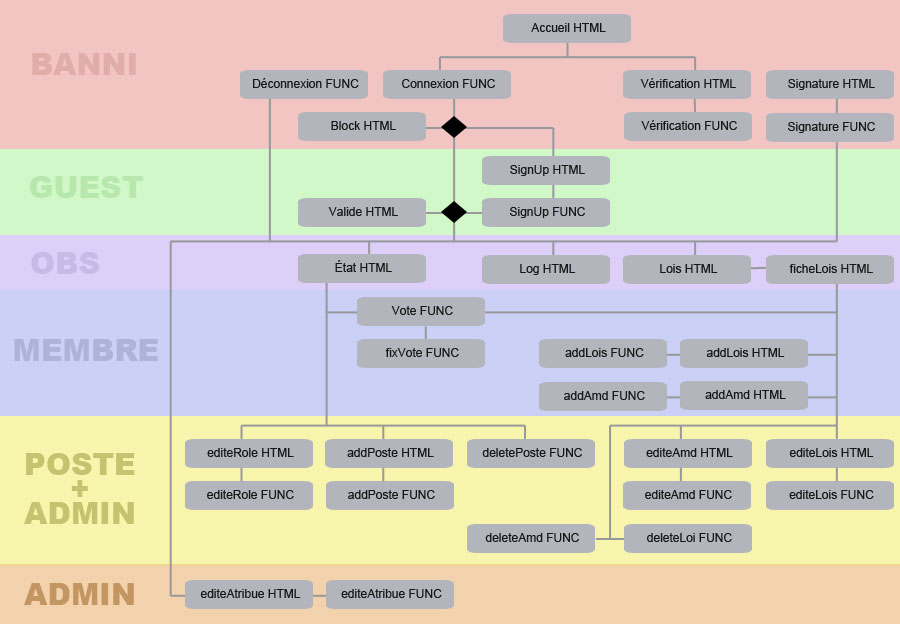 Accueil HTML
BANNI
Déconnexion FUNC
Connexion FUNC
Vérification HTML
Signature HTML
Block HTML
Vérification FUNC
Signature FUNC
GUEST
SignUp HTML
Valide HTML
SignUp FUNC
OBS
État HTML
Log HTML
Lois HTML
ficheLois HTML
MEMBRE
Vote FUNC
fixVote FUNC
addLois FUNC
addLois HTML
addAmd FUNC
addAmd HTML
POSTE
+
ADMIN
editeRole HTML
addPoste HTML
deletePoste FUNC
editeAmd HTML
editeLois HTML
editeRole FUNC
addPoste FUNC
editeAmd FUNC
editeLois FUNC
deleteAmd FUNC
deleteLoi FUNC
ADMIN
editeAtribue HTML
editeAtribue FUNC